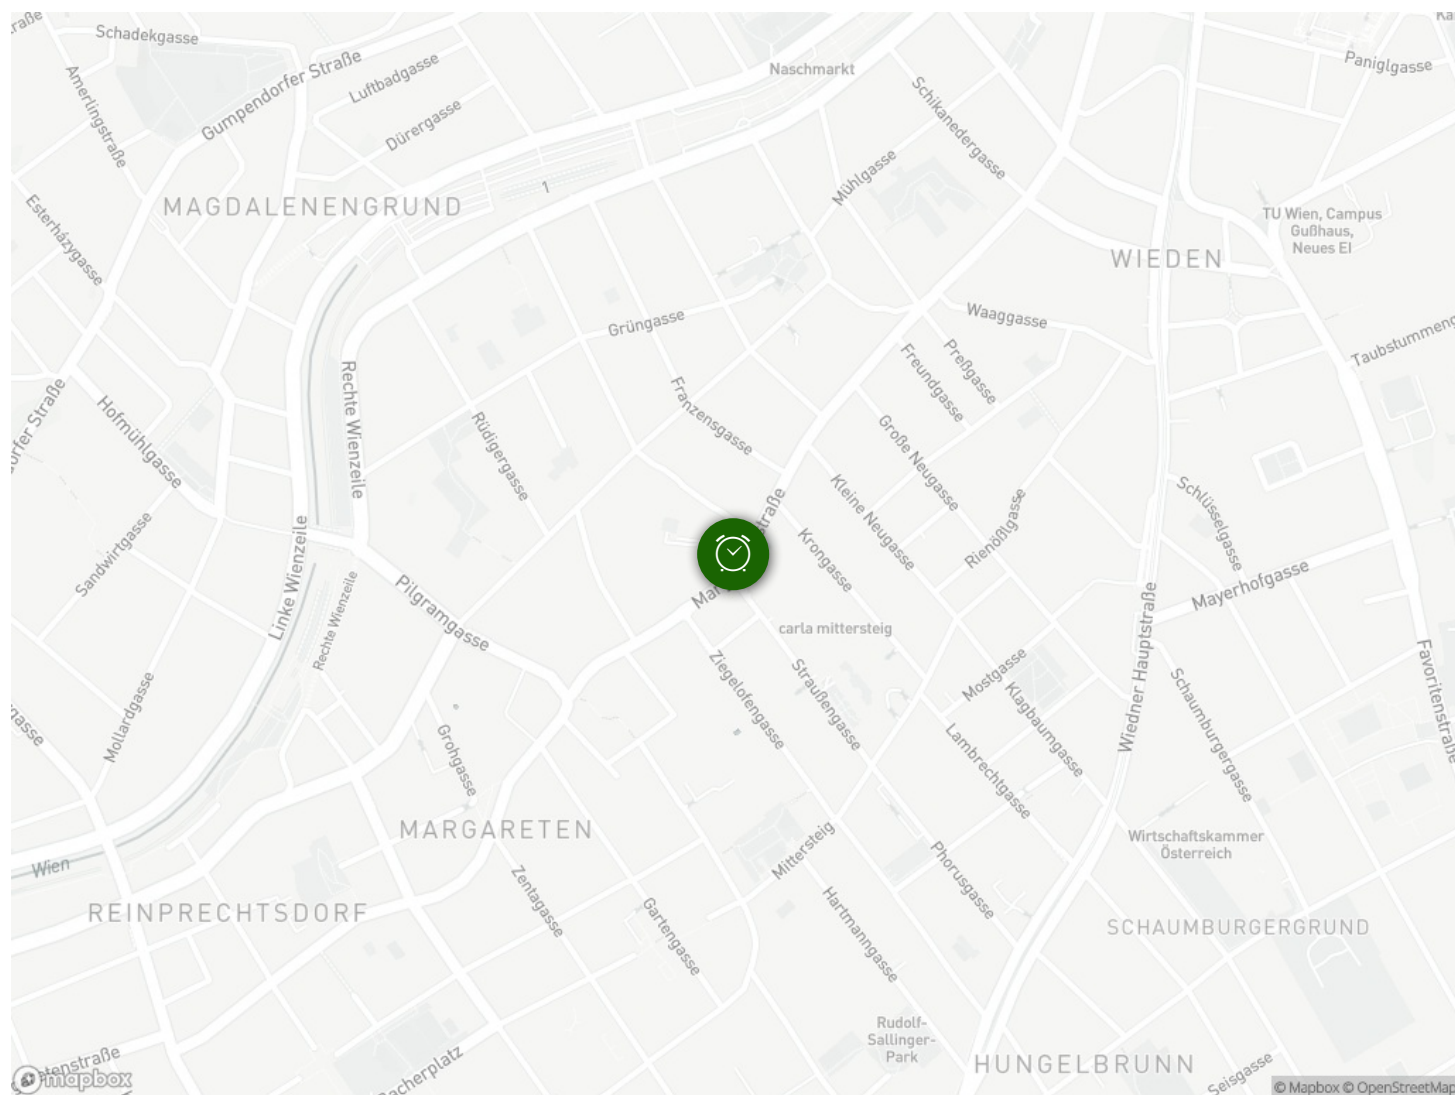 Schadekgasse
Gumpendorfer Straße
Luftbadgasse
Dürergasse
Amerlingstraße
Naschmarkt
Schikanedergasse
Paniglgasse
Mühlgasse
MAGDALENENGRUND
1
Esterházygasse
TU Wien, Campus
Gußhaus,
Neues EI
WIEDEN
Grüngasse
Waaggasse
Preßgasse
Freundgasse
Rechte Wienzeile
Hofmühlgasse
Franzensgasse
Rüdigergasse
Große Neugasse
Kleine Neugasse
Rienößlgasse
Schlüsselgasse
Sandwirtgasse
Linke Wienzeile
Rechte Wienzeile
Pilgramgasse
Krongasse
Mayerhofgasse
carla mittersteig
Wiedner Hauptstraße
Favoritenstraße
Ziegelofengasse
Straußengasse
Mostgasse
Klagbaumgasse
Schaumburgergasse
Mollardgasse
Grohgasse
Lambrechtgasse
MARGARETEN
Mittersteig
Wirtschaftskammer
Österreich
Wien
Phorusgasse
Zentagasse
Gartengasse
Hartmanngasse
REINPRECHTSDORF
SCHAUMBURGERGRUND
Rudolf-
Sallinger-
Park
HUNGELBRUNN
Seisgasse
mapbox
© Mapbox © OpenStreetMap